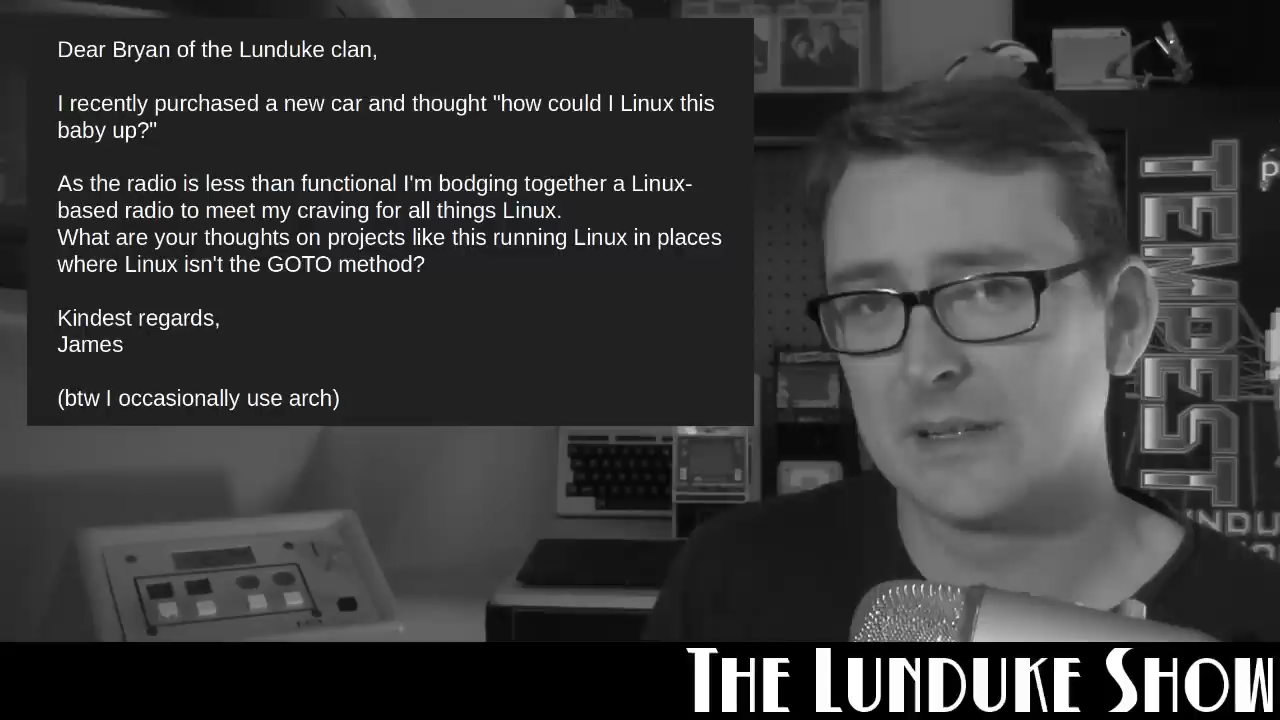 Dear Bryan of the Lunduke clan,
I recently purchased a new car and thought "how could I Linux this
baby up?"
As the radio is less than functional I'm bodging together a Linux-
based radio to meet my craving for all things Linux.
What are your thoughts on projects like this running Linux in places
where Linux isn't the GOTO method?
Kindest regards,
James
(btw I occasionally use arch)
TEMPEST
THE LUNDUKE SHOW